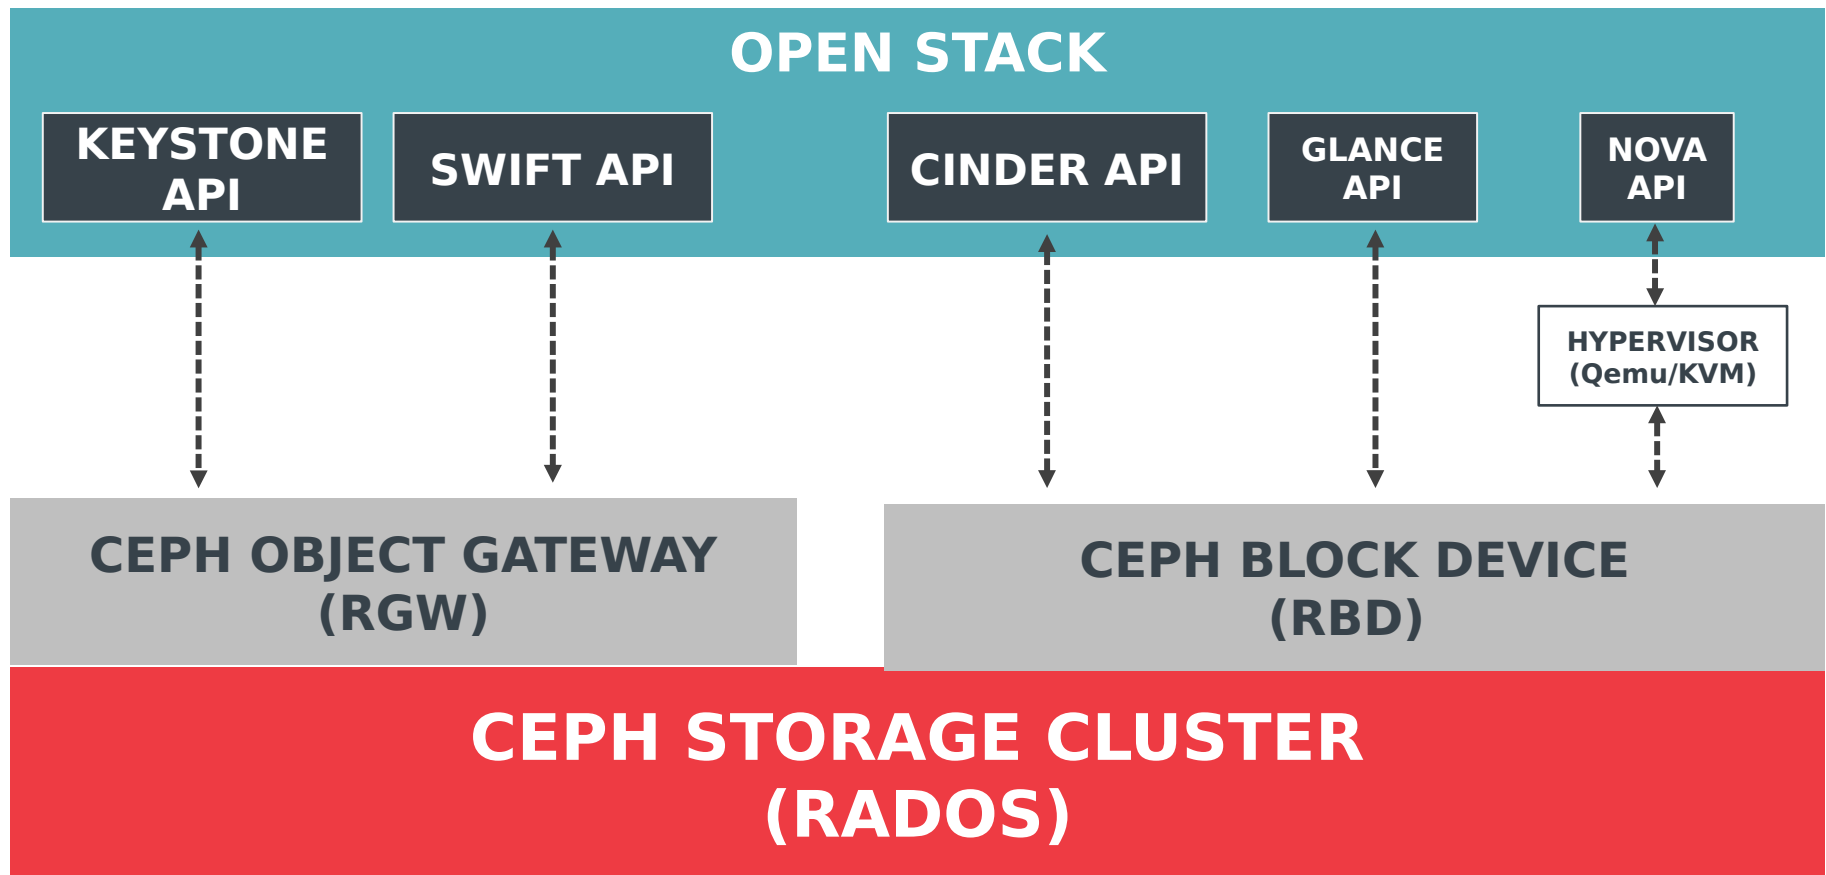 OPEN STACK
KEYSTONE
API
SWIFT API
CINDER API
GLANCE
API
NOVA
API
HYPERVISOR
(Qemu/KVM)
CEPH OBJECT GATEWAY
(RGW)
CEPH BLOCK DEVICE
(RBD)
CEPH STORAGE CLUSTER
(RADOS)